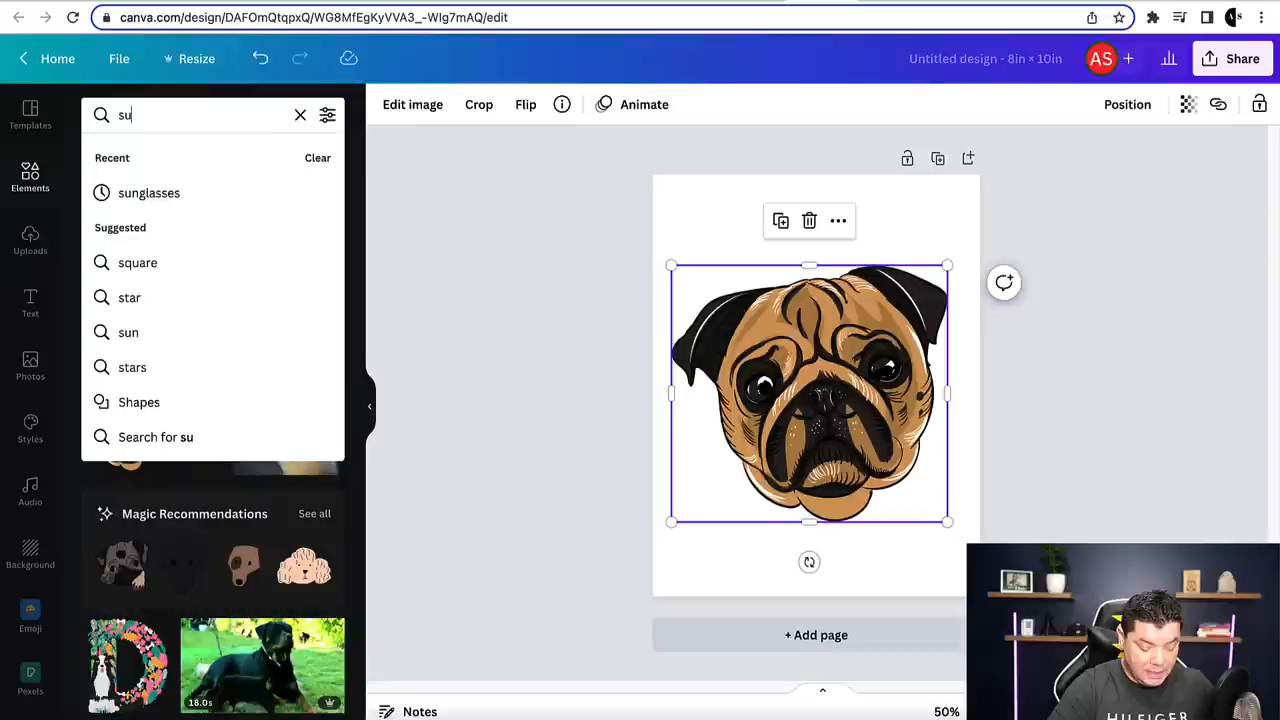 canva.com/design/DAFOmQtqpxQ/WG8MfEgKyVVA3_-WIg7mAQ/edit
Home
File
Resize
Untitled design - 8in × 10in
AS
+
Share
Templates
Elements
Uploads
Text
Photos
Styles
Audio
Background
Emoji
Pexels
su
Recent
Clear
sunglasses
Suggested
square
star
sun
stars
Shapes
Search for su
Magic Recommendations
See all
18.0s
Edit image
Crop
Flip
Animate
Position
+ Add page
Notes
50%
HILFIGER